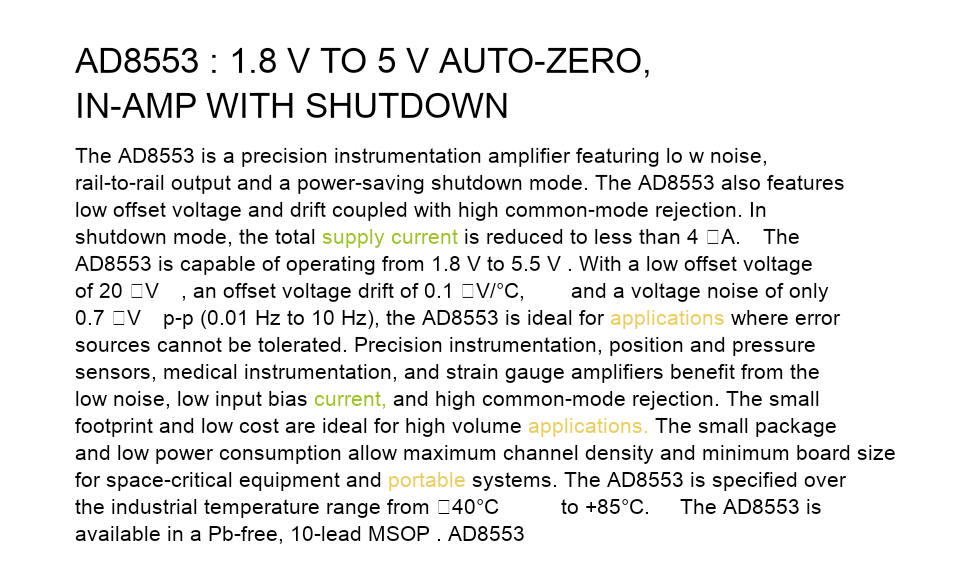 AD8553 : 1.8 V TO 5 V AUTO-ZERO,
IN-AMP WITH SHUTDOWN
The AD8553 is a precision instrumentation amplifier featuring lo w noise,
rail-to-rail output and a power-saving shutdown mode. The AD8553 also features
low offset voltage and drift coupled with high common-mode rejection. In
shutdown mode, the total supply current is reduced to less than 4 □A. The
AD8553 is capable of operating from 1.8 V to 5.5 V . With a low offset voltage
of 20 □V , an offset voltage drift of 0.1 □V/°C, and a voltage noise of only
0.7 □V p-p (0.01 Hz to 10 Hz), the AD8553 is ideal for applications where error
sources cannot be tolerated. Precision instrumentation, position and pressure
sensors, medical instrumentation, and strain gauge amplifiers benefit from the
low noise, low input bias current, and high common-mode rejection. The small
footprint and low cost are ideal for high volume applications. The small package
and low power consumption allow maximum channel density and minimum board size
for space-critical equipment and portable systems. The AD8553 is specified over
the industrial temperature range from □40°C to +85°C. The AD8553 is
available in a Pb-free, 10-lead MSOP . AD8553